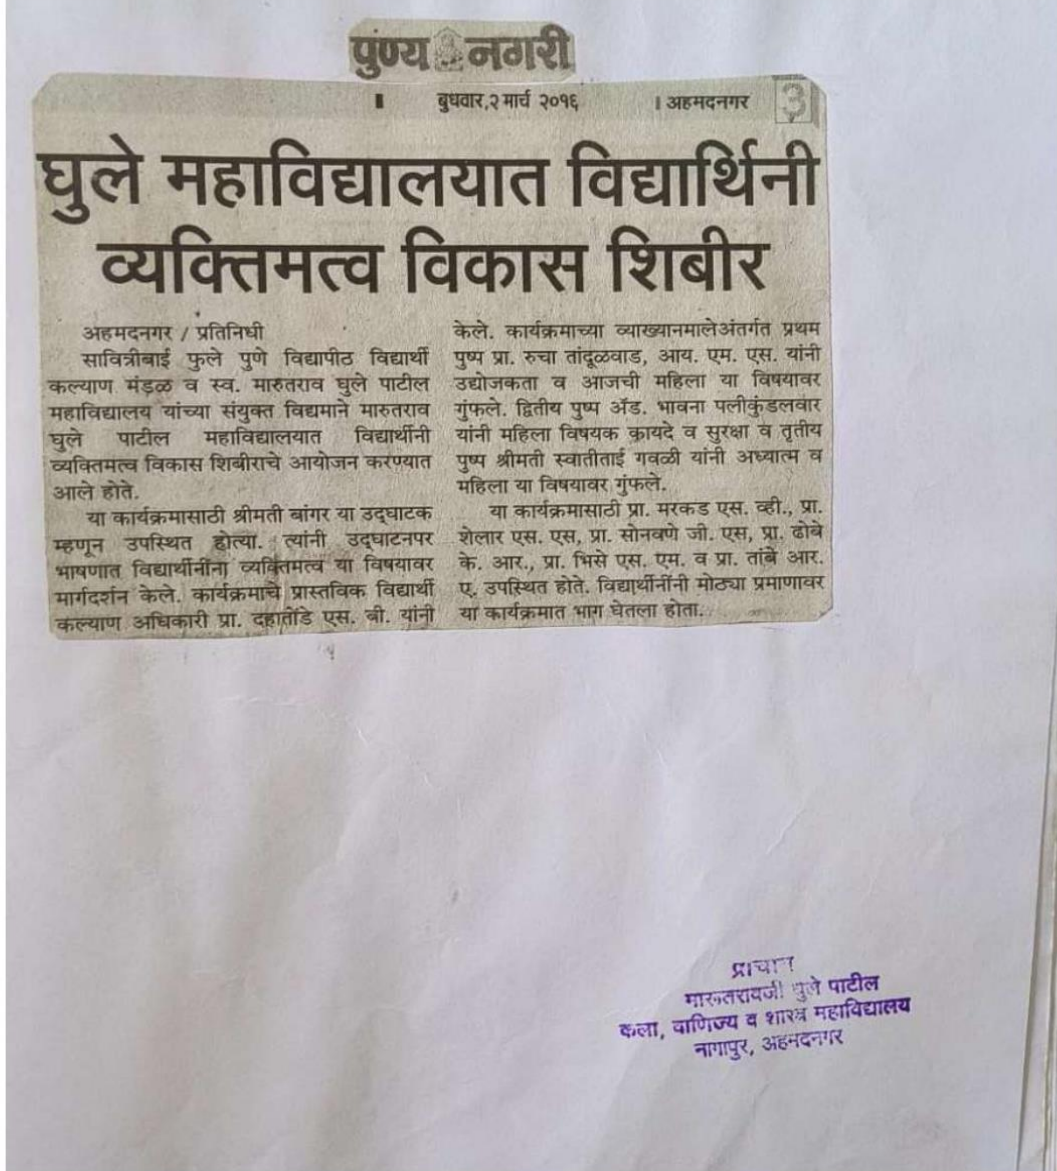 पुण्य नगरी
बुधवार, २ मार्च २०१६
। अहमदनगर
3
घुले महाविद्यालयात विद्यार्थिनी
व्यक्तिमत्व विकास शिबीर
अहमदनगर / प्रतिनिधी
सावित्रीबाई फुले पुणे विद्यापीठ विद्यार्थी
कल्याण मंडळ व स्व. मारुतराव घुले पाटील
महाविद्यालय यांच्या संयुक्त विद्यमाने मारुतराव
घुले पाटील महाविद्यालयात विद्यार्थीनी
व्यक्तिमत्व विकास शिबीराचे आयोजन करण्यात
आले होते.
या कार्यक्रमासाठी श्रीमती बांगर या उद्घाटक
म्हणून उपस्थित होत्या. त्यांनी उद्घाटनपर
भाषणात विद्यार्थीनींना व्यक्तिमत्व या विषयावर
मार्गदर्शन केले. कार्यक्रमाचे प्रास्तविक विद्यार्थी
कल्याण अधिकारी प्रा. दहातोंडे एस. बी. यांनी
केले. कार्यक्रमाच्या व्याख्यानमालेअंतर्गत प्रथम
पुष्प प्रा. रुचा तांदूळवाड, आय. एम. एस. यांनी
उद्योजकता व आजची महिला या विषयावर
गुंफले. द्वितीय पुष्प ॲड. भावना पलीकुंडलवार
यांनी महिला विषयक कायदे व सुरक्षा व तृतीय
पुष्प श्रीमती स्वातीताई गवळी यांनी अध्यात्म व
महिला या विषयावर गुंफले.
या कार्यक्रमासाठी प्रा. मरकड एस. व्ही., प्रा.
शेलार एस. एस, प्रा. सोनवणे जी. एस, प्रा. ढोबे
के. आर., प्रा. भिसे एस. एम. व प्रा. तांबे आर.
ए. उपस्थित होते. विद्यार्थीनींनी मोठ्या प्रमाणावर
या कार्यक्रमात भाग घेतला होता.
प्राचार्य
मारुतरावजी घुले पाटील
कला, वाणिज्य व शास्त्र महाविद्यालय
नागापुर, अहमदनगर